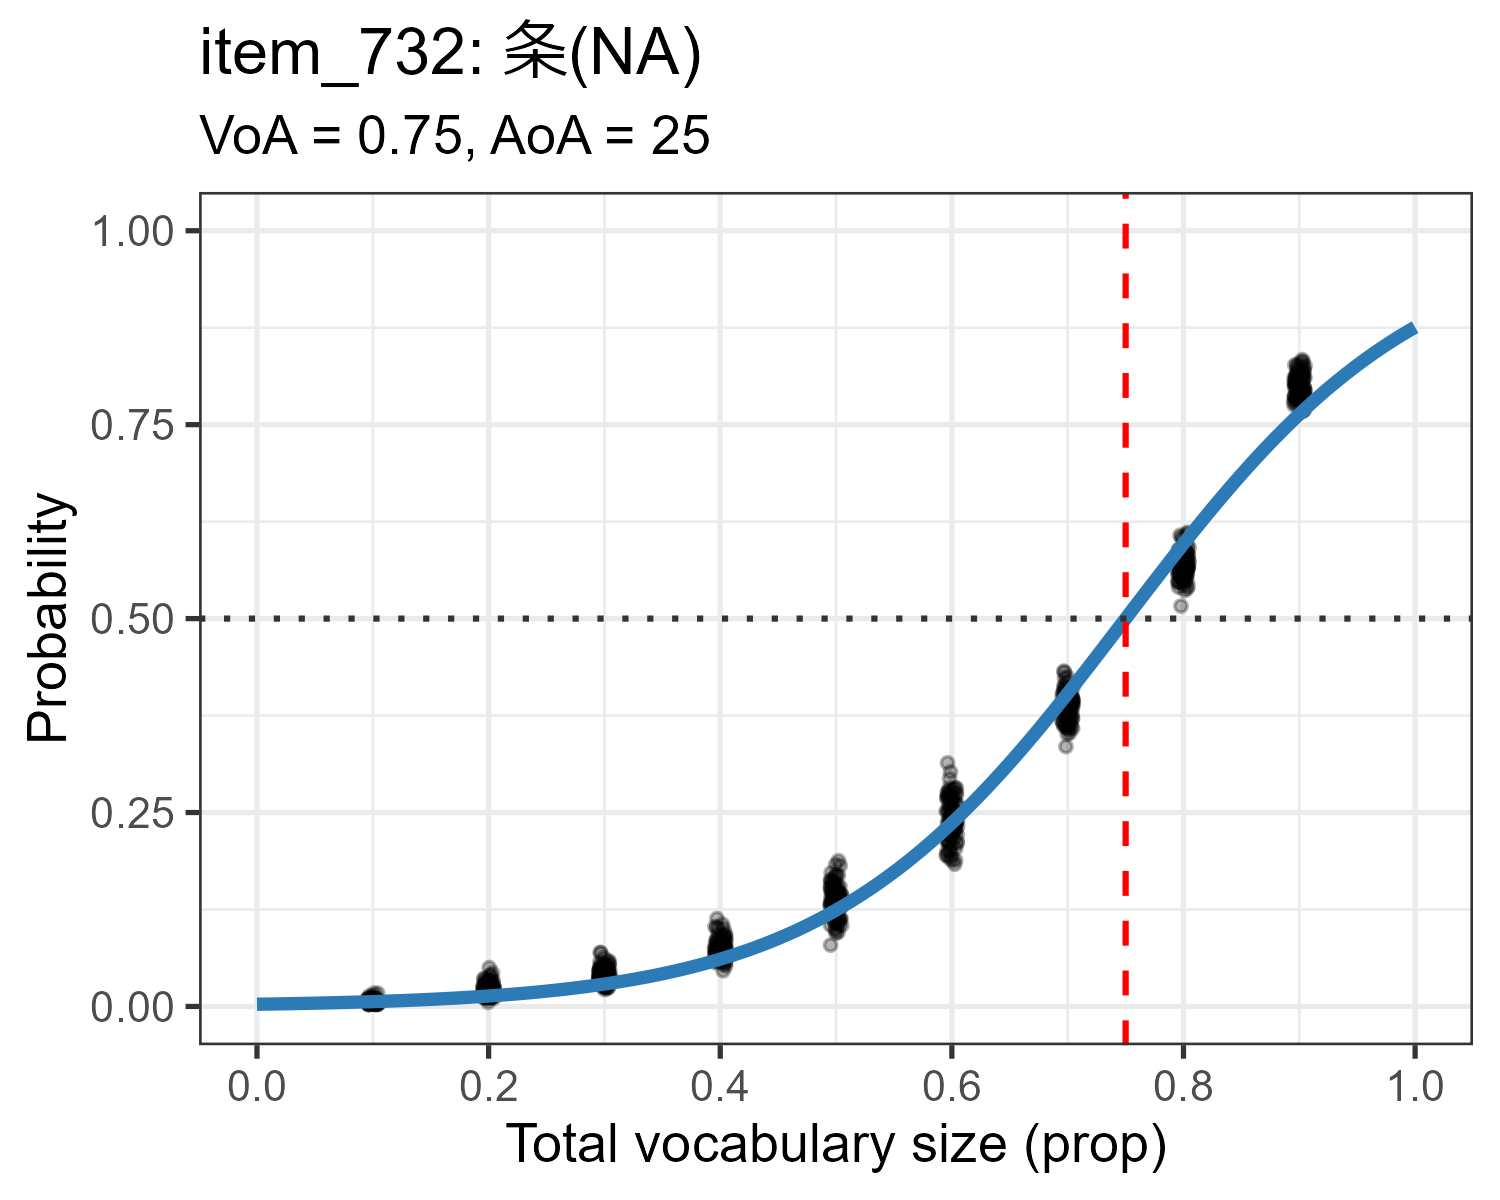 item_732: 条(NA)
VoA = 0.75, AoA = 25
1.00
0.75
0.50
0.25
0.00
Probability
0.0 0.2 0.4 0.6 0.8 1.0
Total vocabulary size (prop)